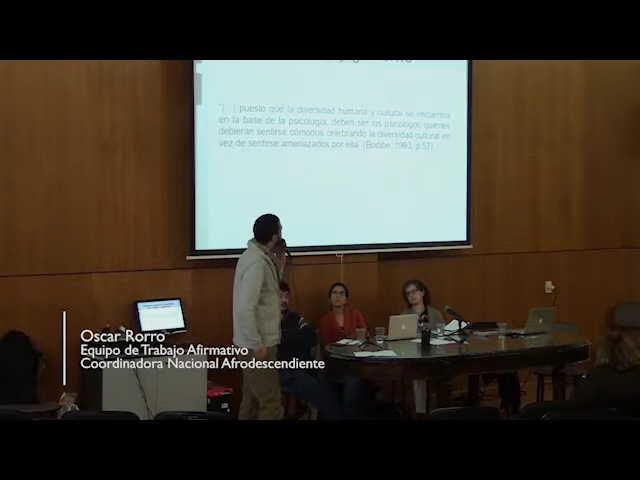 "[...] puesto que la diversidad humana y cultural se encuentra
en la base de la psicología, deben ser los psicólogos quienes
debieran sentirse cómodos celebrando la diversidad cultural en
vez de sentirse amenazados por ella" (Bodibe, 1993, p.57).
Oscar Rorro
Equipo de Trabajo Afirmativo
Coordinadora Nacional Afrodescendiente